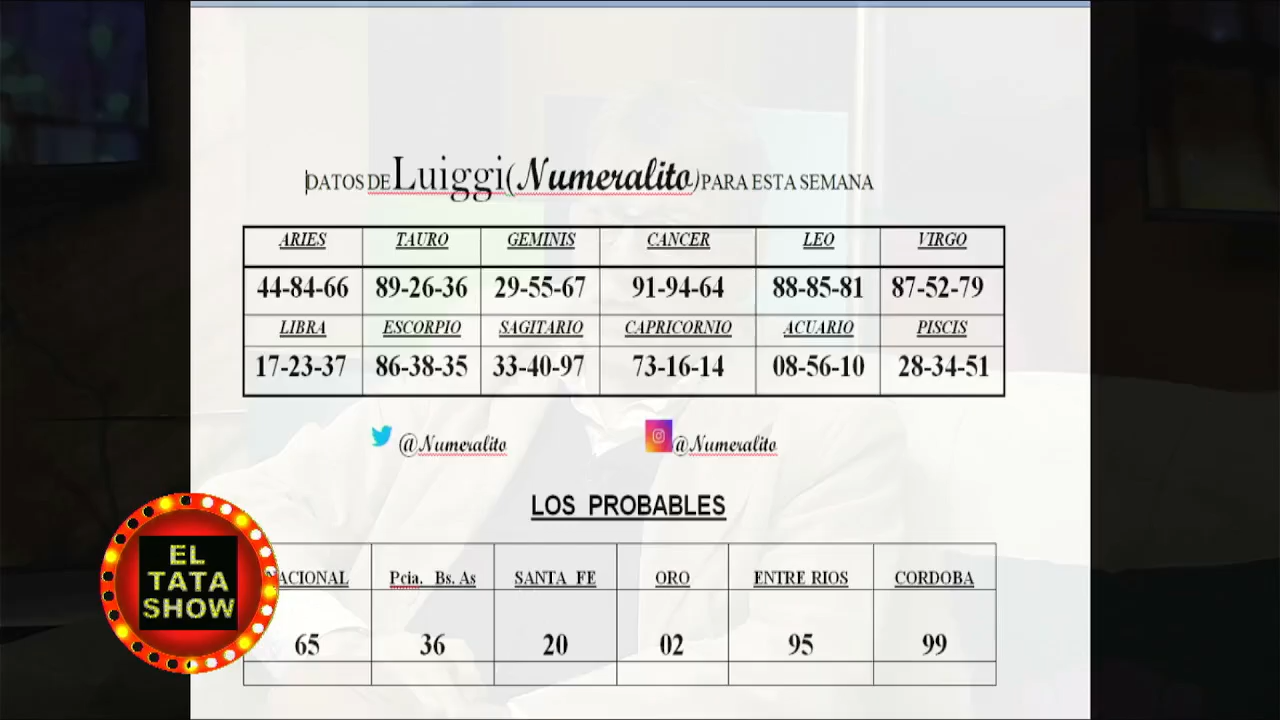 DATOS DE Luiggi(Numeralito) PARA ESTA SEMANA
ARIES TAURO GEMINIS CANCER LEO VIRGO
44-84-66 89-26-36 29-55-67 91-94-64 88-85-81 87-52-79
LIBRA ESCORPIO SAGITARIO CAPRICORNIO ACUARIO PISCIS
17-23-37 86-38-35 33-40-97 73-16-14 08-56-10 28-34-51
@Numeralito @Numeralito
LOS PROBABLES
NACIONAL Pcia. Bs. As SANTA FE ORO ENTRE RIOS CORDOBA
65 36 20 02 95 99
EL
TATA
SHOW